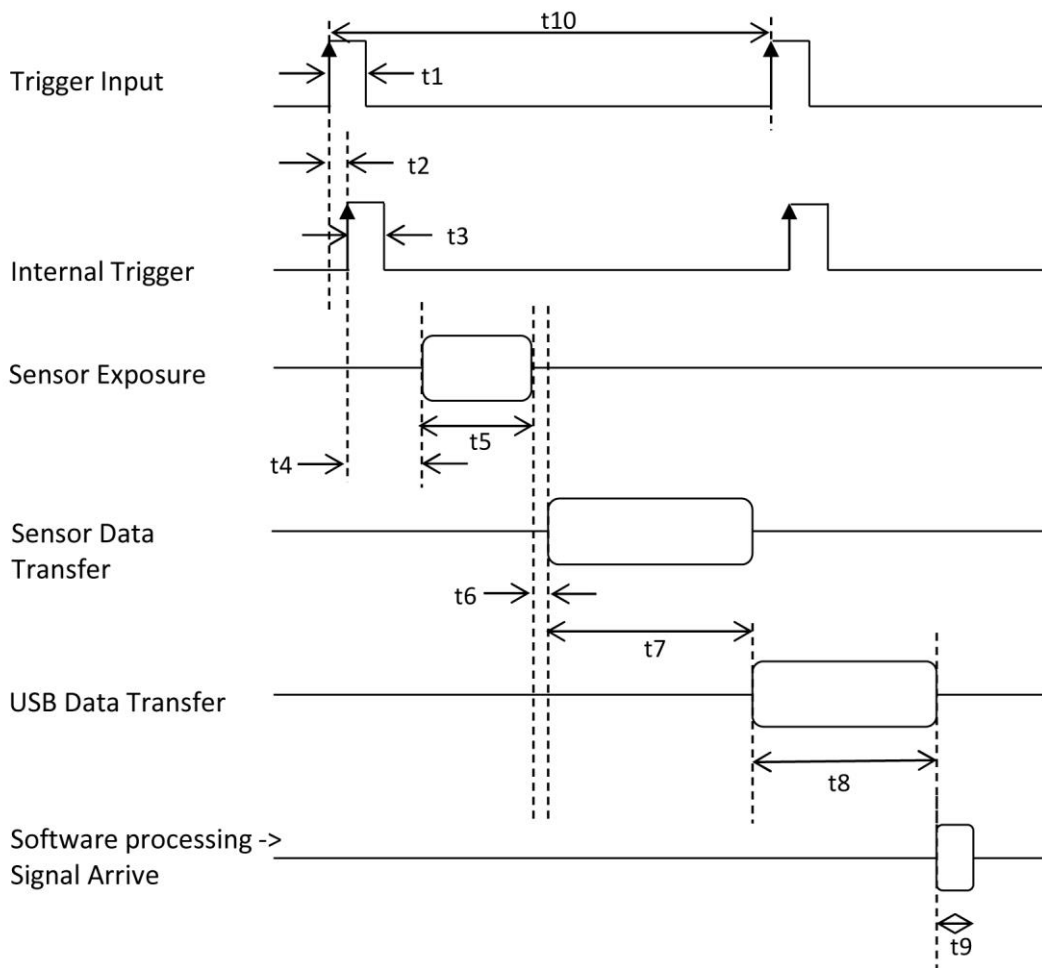 t10
Trigger Input
t1
t2
t3
Internal Trigger
Sensor Exposure
t5
t4
Sensor Data
Transfer
t6
t7
USB Data Transfer
t8
Software processing ->
Signal Arrive
t9